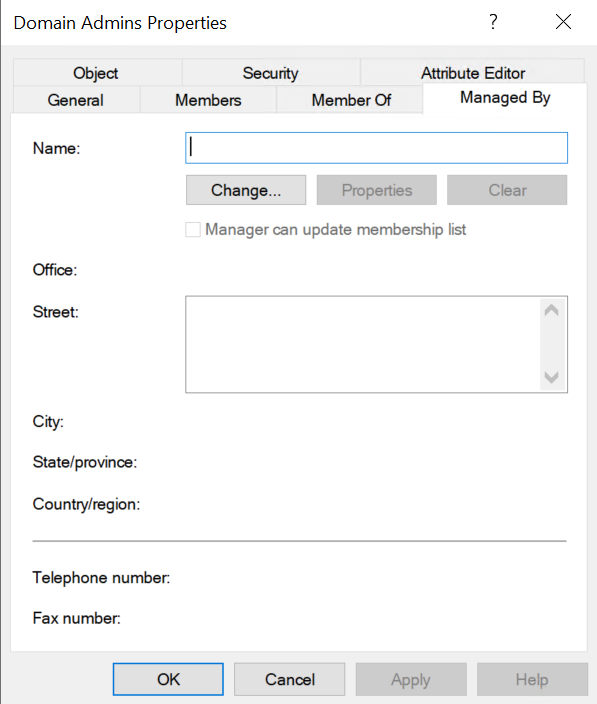 Domain Admins Properties ?
Object Security Attribute Editor
General Members Member Of Managed By
Name:
Change... Properties Clear
Manager can update membership list
Office:
Street:
City:
State/province:
Country/region:
Telephone number:
Fax number:
OK Cancel Apply Help